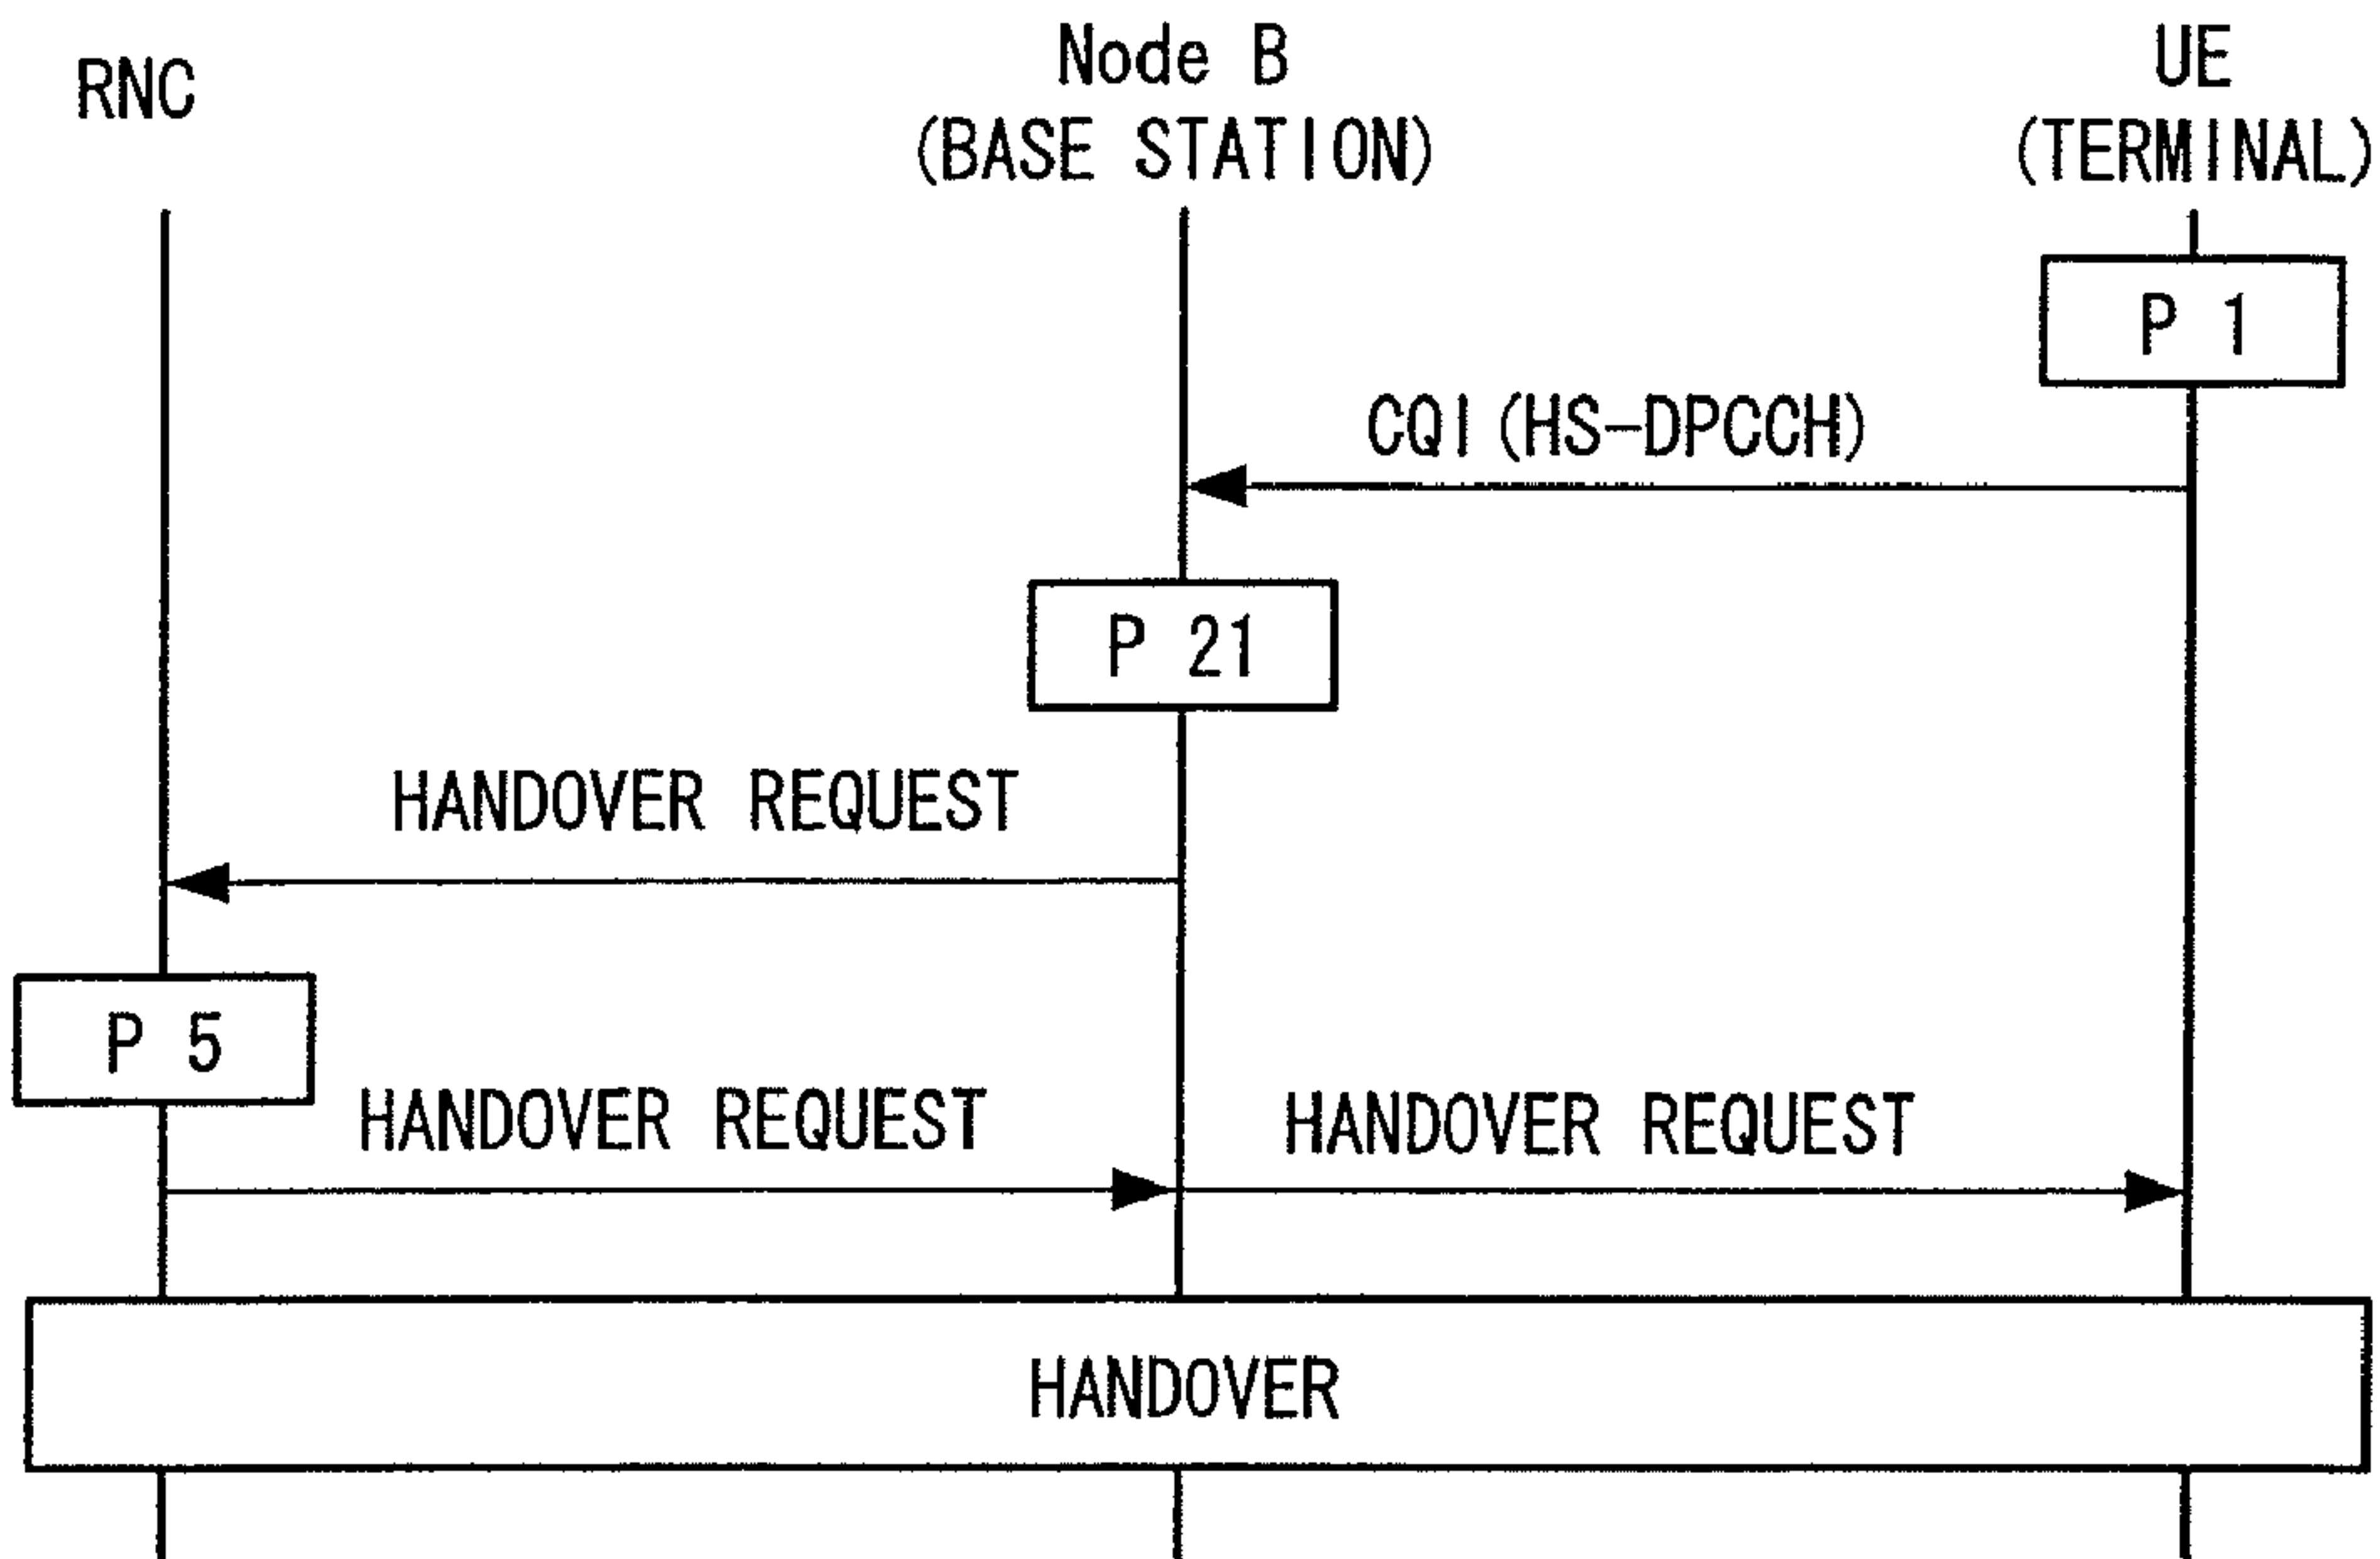 RNC
Node B
(BASE STATION)
UE
(TERMINAL)
P 1
CQI (HS-DPCCH)
P 21
HANDOVER REQUEST
P 5
HANDOVER REQUEST
HANDOVER REQUEST
HANDOVER